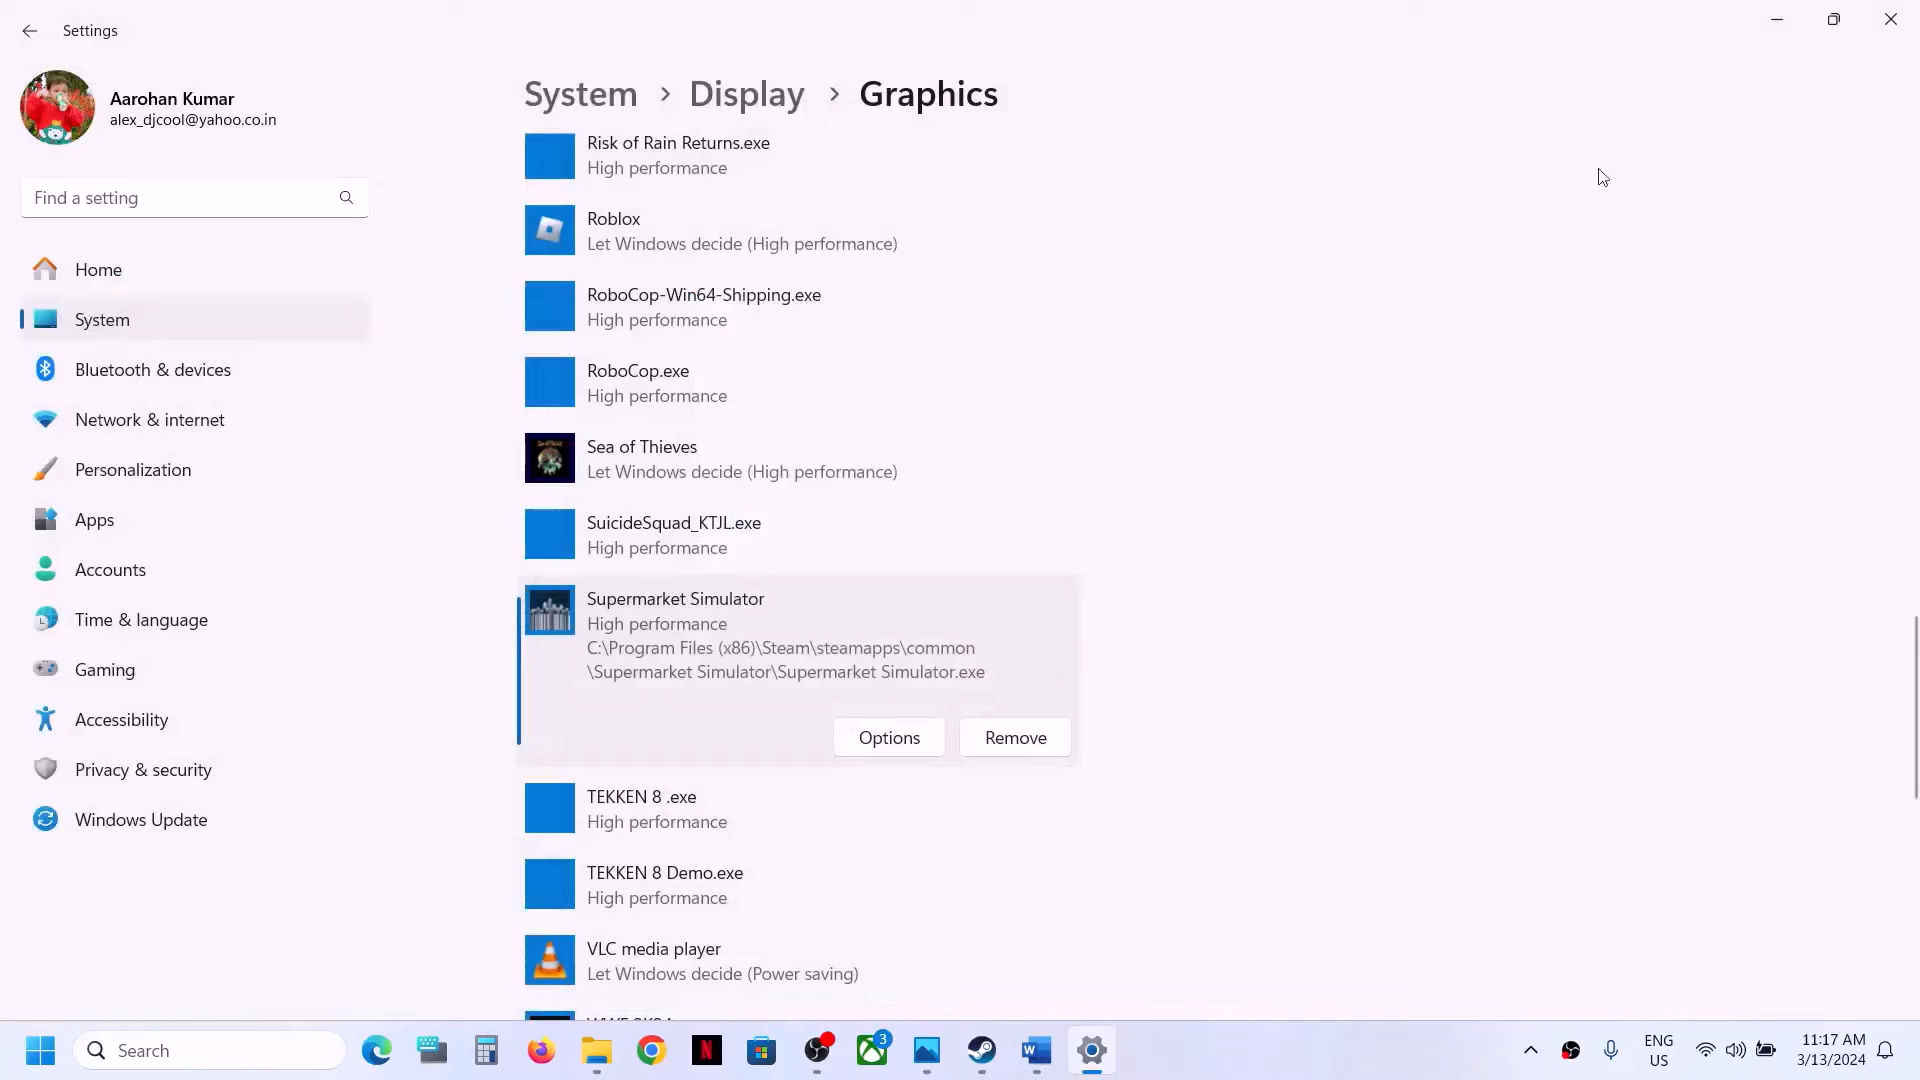 Settings
Aarohan Kumar
alex_djcool@yahoo.co.in
Find a setting
Home
System
Bluetooth & devices
Network & internet
Personalization
Apps
Accounts
Time & language
Gaming
Accessibility
Privacy & security
Windows Update
System > Display > Graphics
Risk of Rain Returns.exe
High performance
Roblox
Let Windows decide (High performance)
RoboCop-Win64-Shipping.exe
High performance
RoboCop.exe
High performance
Sea of Thieves
Let Windows decide (High performance)
SuicideSquad_KTJL.exe
High performance
Supermarket Simulator
High performance
C:\Program Files (x86)\Steam\steamapps\common
\Supermarket Simulator\Supermarket Simulator.exe
Options Remove
TEKKEN 8 .exe
High performance
TEKKEN 8 Demo.exe
High performance
VLC media player
Let Windows decide (Power saving)
Search
3
ENG
US
11:17 AM
3/13/2024